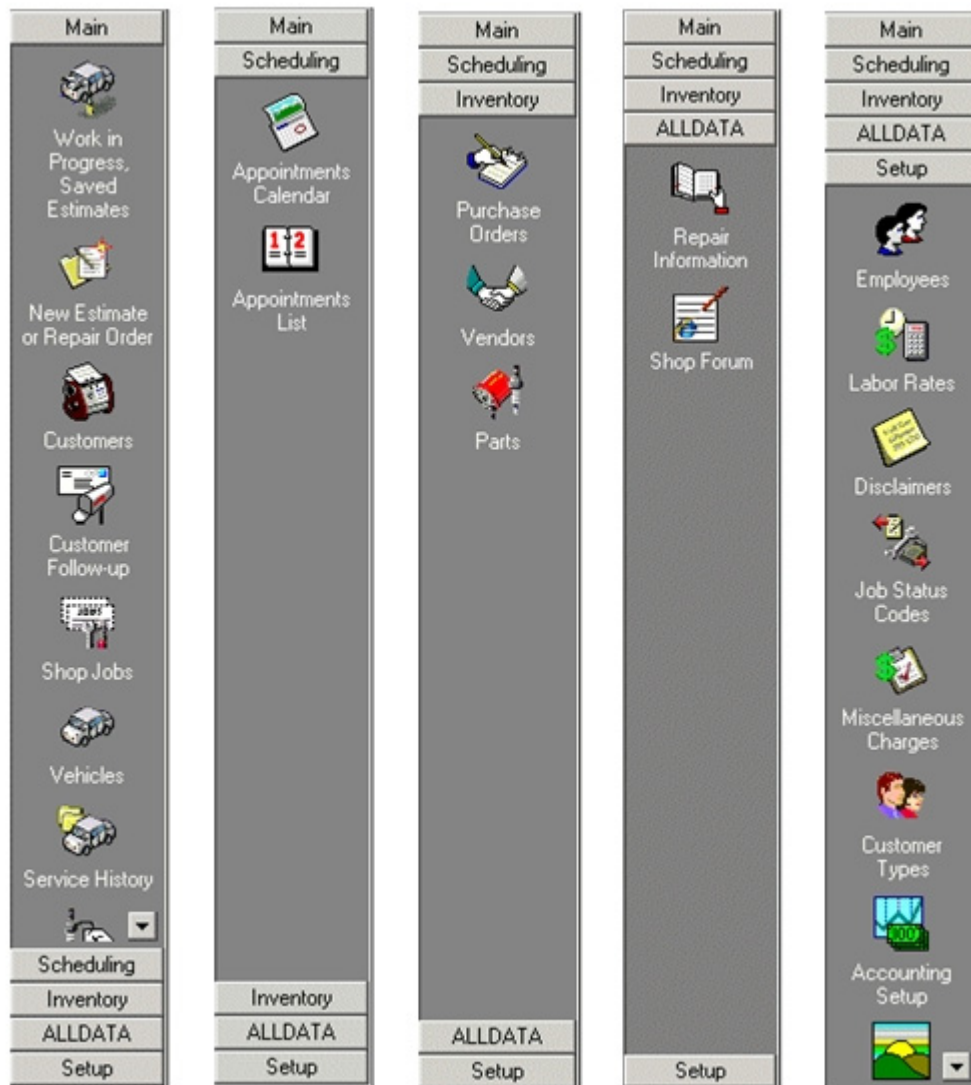 Main
Work in
Progress,
Saved
Estimates
New Estimate
or Repair Order
Customers
Customer
Follow-up
JOBS
Shop Jobs
Vehicles
Service History
Scheduling
Inventory
ALLDATA
Setup
Main
Scheduling
Appointments
Calendar
1 2
Appointments
List
Inventory
ALLDATA
Setup
Main
Scheduling
Inventory
Purchase
Orders
Vendors
Parts
ALLDATA
Setup
Main
Scheduling
Inventory
ALLDATA
Repair
Information
Shop Forum
Setup
Main
Scheduling
Inventory
ALLDATA
Setup
Employees
Labor Rates
Disclaimers
Job Status
Codes
Miscellaneous
Charges
Customer
Types
Accounting
Setup